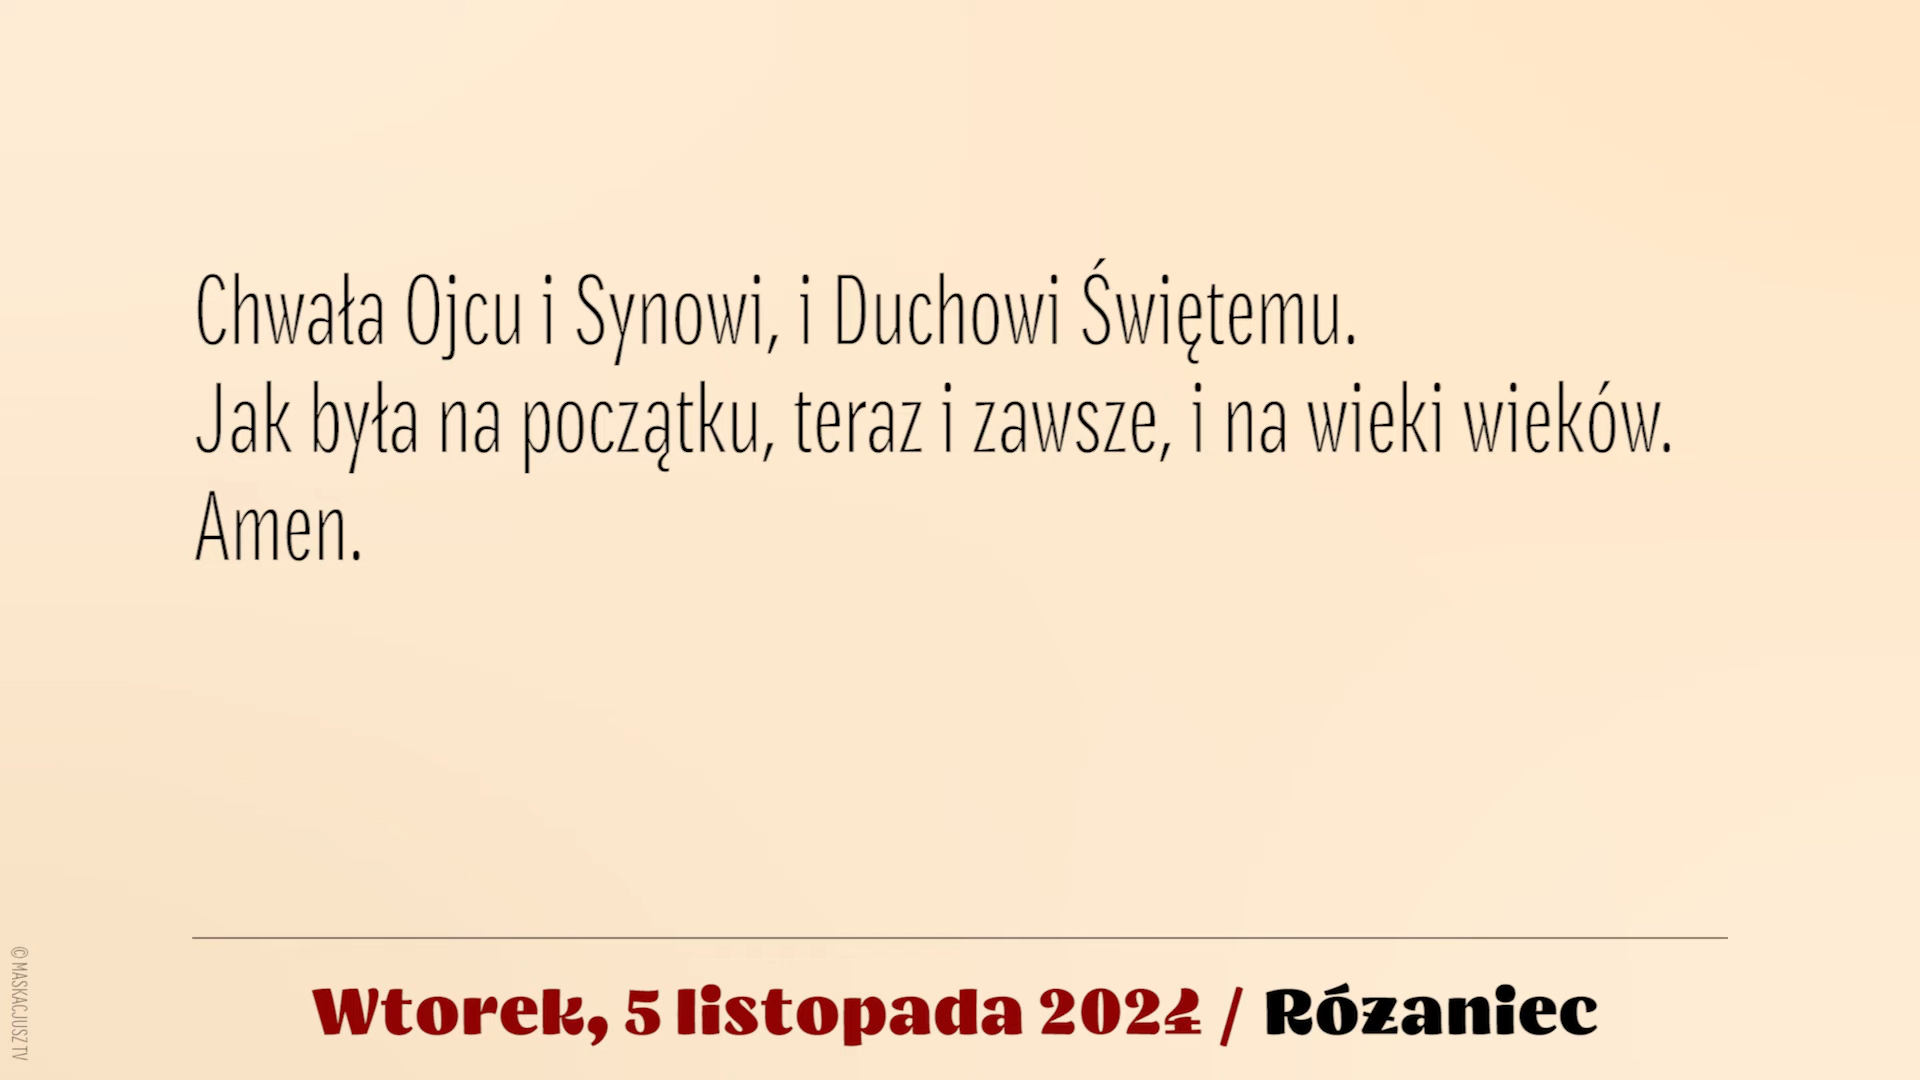 Chwała Ojcu i Synowi, i Duchowi Świętemu.
Jak była na początku, teraz i zawsze, i na wieki wieków.
Amen.
Wtorek, 5 listopada 2024 / Różaniec
© MASKACJUSZ TV